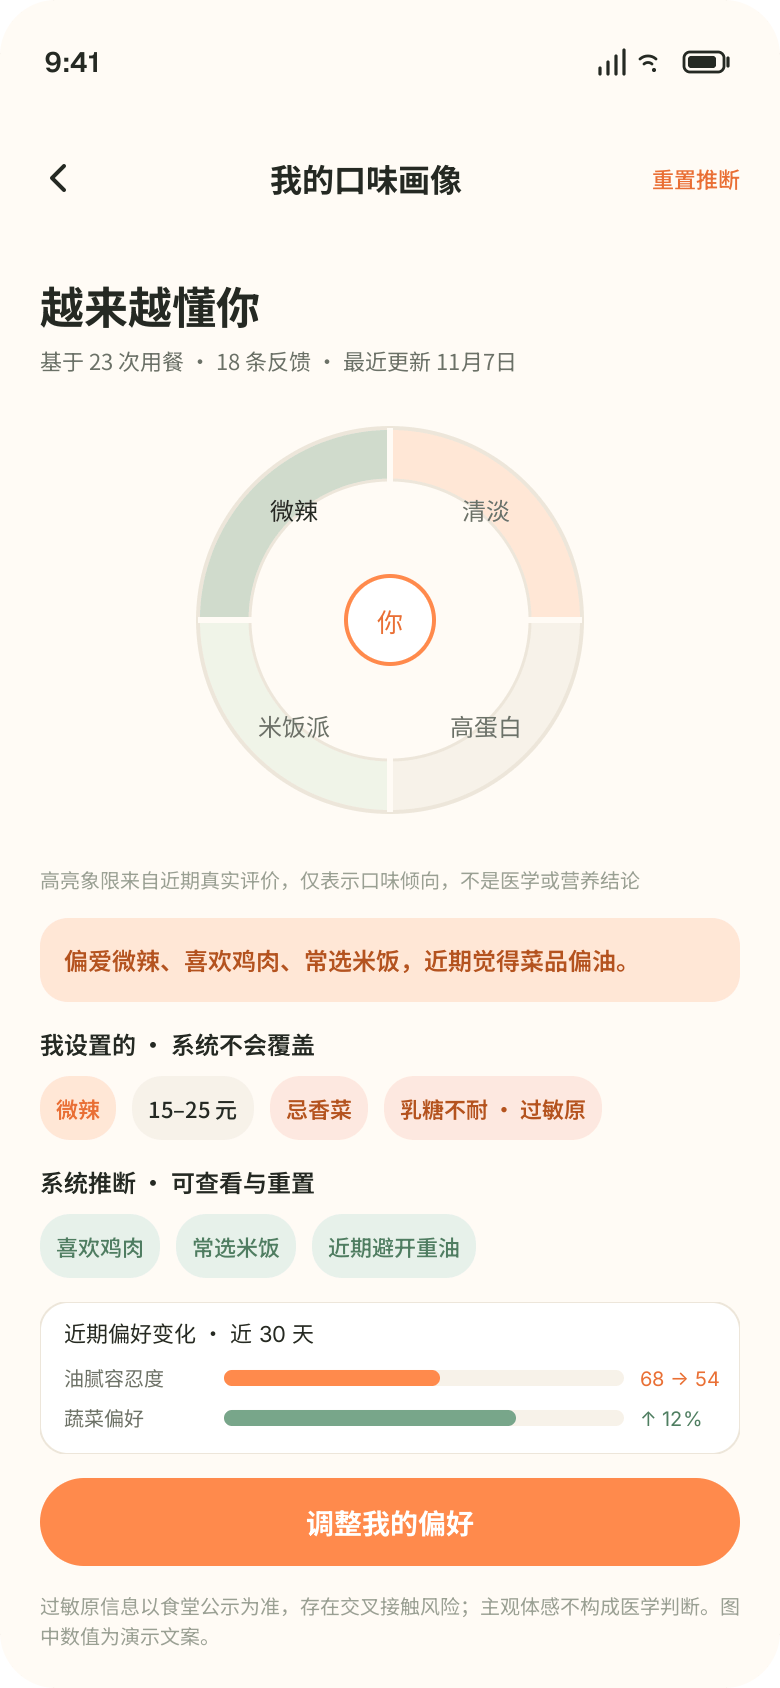 9:41
我的口味画像
重置推断
越来越懂你
基于 23 次用餐 · 18 条反馈 · 最近更新 11月7日
微辣
清淡
你
米饭派
高蛋白
高亮象限来自近期真实评价，仅表示口味倾向，不是医学或营养结论
偏爱微辣、喜欢鸡肉、常选米饭，近期觉得菜品偏油。
我设置的 · 系统不会覆盖
微辣
15–25 元
忌香菜
乳糖不耐 · 过敏原
系统推断 · 可查看与重置
喜欢鸡肉
常选米饭
近期避开重油
近期偏好变化 · 近 30 天
油腻容忍度
68 → 54
蔬菜偏好
↑ 12%
调整我的偏好
过敏原信息以食堂公示为准，存在交叉接触风险；主观体感不构成医学判断。图
中数值为演示文案。